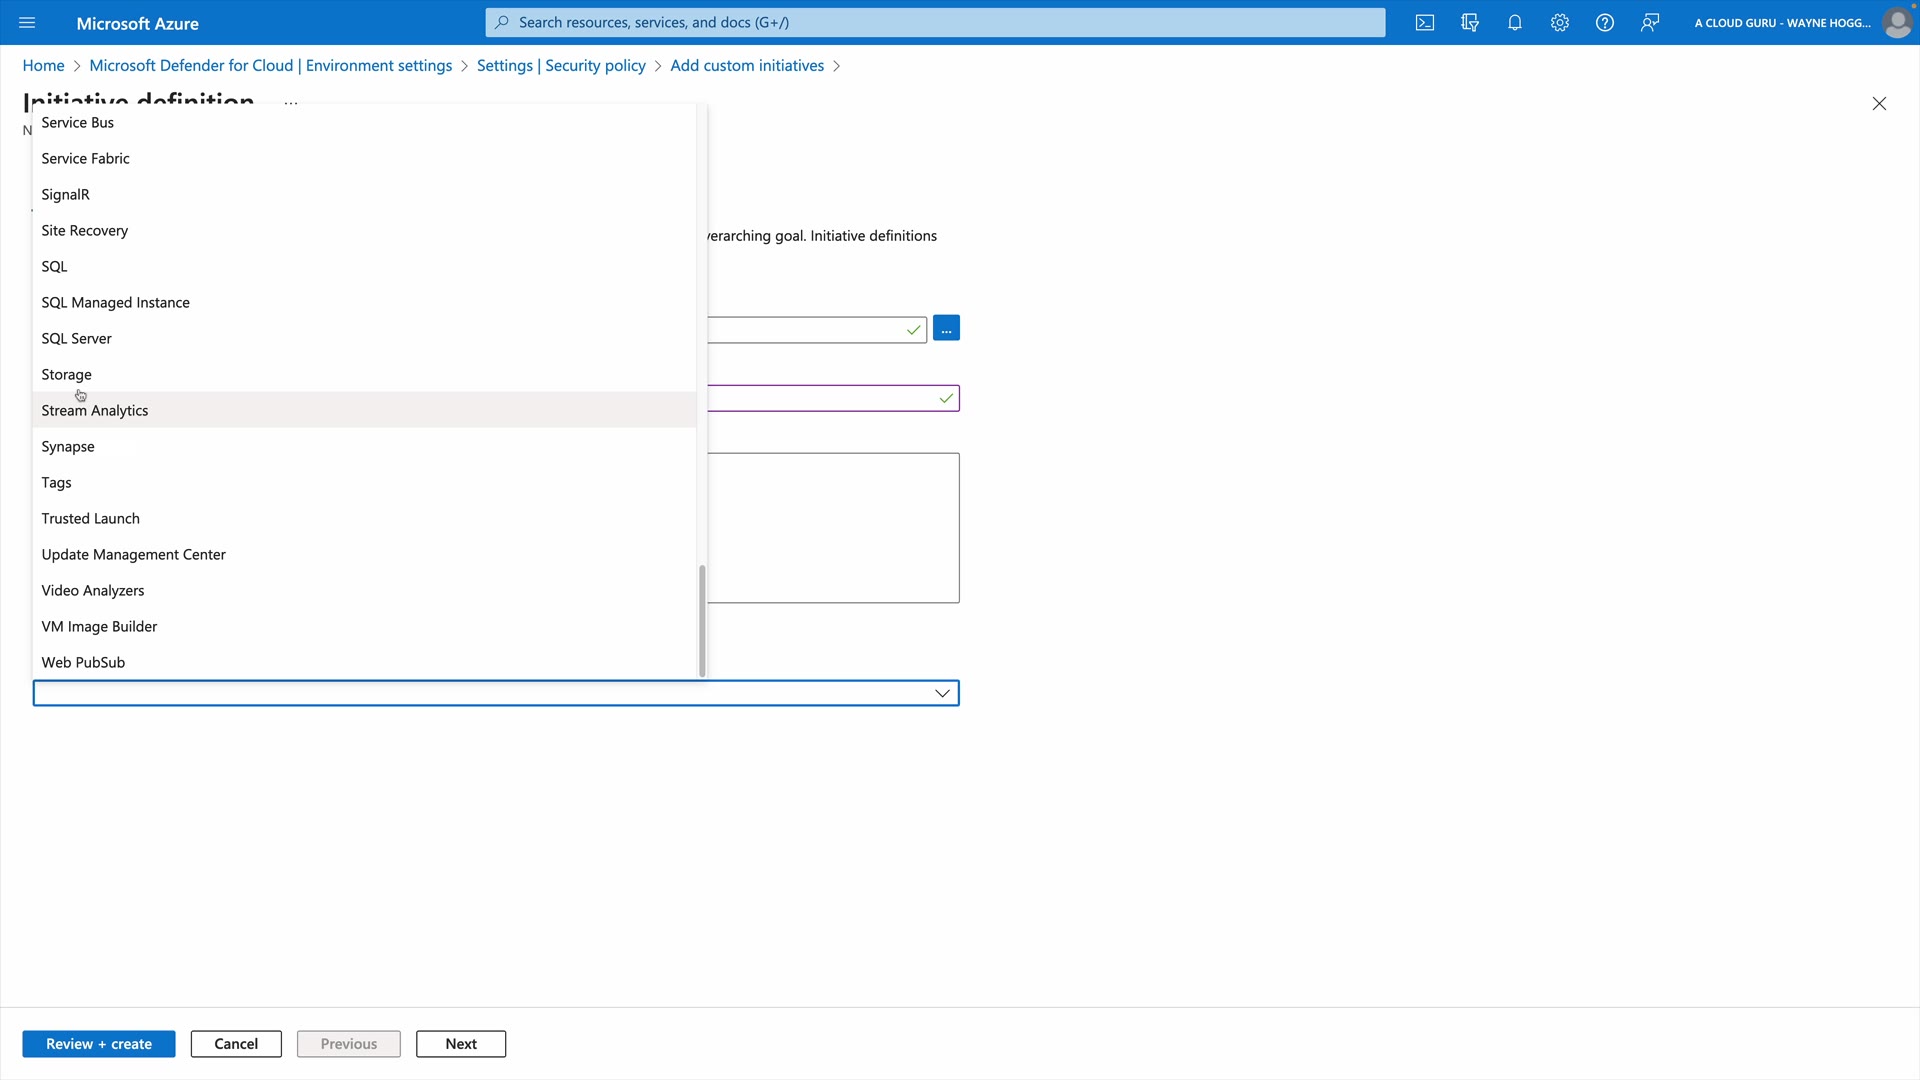 Microsoft Azure
Search resources, services, and docs (G+/)
A CLOUD GURU - WAYNE HOGG...
Home > Microsoft Defender for Cloud | Environment settings > Settings | Security policy > Add custom initiatives >
Initiative definition ...
N
Service Bus
Service Fabric
SignalR
Site Recovery
verarching goal. Initiative definitions
SQL
SQL Managed Instance
SQL Server
...
Storage
Stream Analytics
Synapse
Tags
Trusted Launch
Update Management Center
Video Analyzers
VM Image Builder
Web PubSub
Review + create
Cancel
Previous
Next